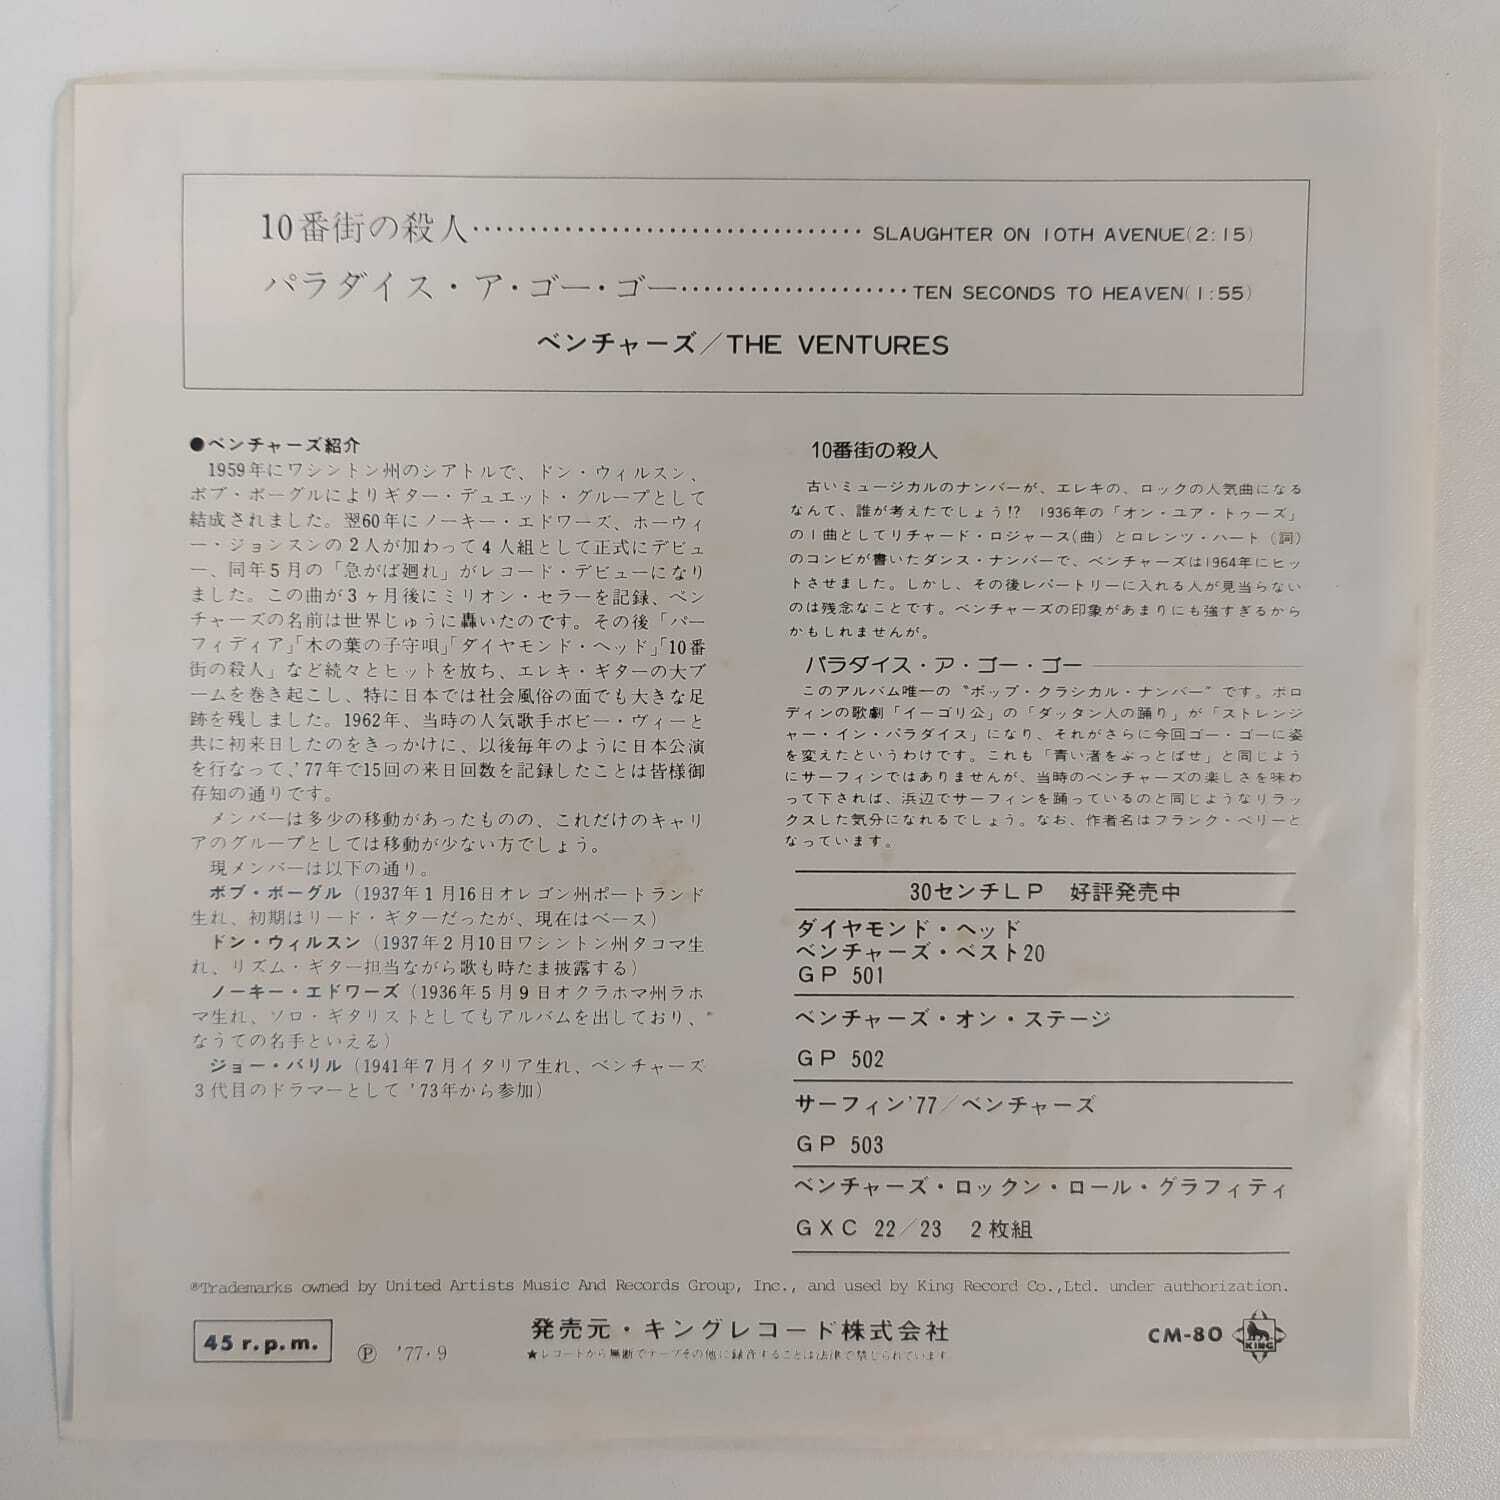 10番街の殺人································· SLAUGHTER ON 10TH AVENUE(2:15)
パラダイス・ア・ゴー・ゴー···················· TEN SECONDS TO HEAVEN(1:55)
ベンチャーズ／THE VENTURES
●ベンチャーズ紹介
1959年にワシントン州のシアトルで、ドン・ウィルスン、
ボブ・ボーグルによりギター・デュエット・グループとして
結成されました。翌60年にノーキー・エドワーズ、ホーウィ
ー・ジョンスンの２人が加わって４人組として正式にデビュ
ー、同年５月の「急がば廻れ」がレコード・デビューになり
ました。この曲が３ヶ月後にミリオン・セラーを記録、ベン
チャーズの名前は世界じゅうに轟いたのです。その後「パー
フィディア」「木の葉の子守唄」「ダイヤモンド・ヘッド」「10番
街の殺人」など続々とヒットを放ち、エレキ・ギターの大ブ
ームを巻き起こし、特に日本では社会風俗の面でも大きな足
跡を残しました。1962年、当時の人気歌手ボビー・ヴィーと
共に初来日したのをきっかけに、以後毎年のように日本公演
を行なって、'77年で15回の来日回数を記録したことは皆様御
存知の通りです。
メンバーは多少の移動があったものの、これだけのキャリ
アのグループとしては移動が少ない方でしょう。
現メンバーは以下の通り。
ボブ・ボーグル（1937年１月16日オレゴン州ポートランド
生れ、初期はリード・ギターだったが、現在はベース）
ドン・ウィルスン（1937年２月10日ワシントン州タコマ生
れ、リズム・ギター担当ながら歌も時たま披露する）
ノーキー・エドワーズ（1936年５月９日オクラホマ州ラホ
マ生れ、ソロ・ギタリストとしてもアルバムを出しており、
なうての名手といえる）
ジョー・バリル（1941年７月イタリア生れ、ベンチャーズ
３代目のドラマーとして '73年から参加）
10番街の殺人
古いミュージカルのナンバーが、エレキの、ロックの人気曲になる
なんて、誰が考えたでしょう!? 1936年の「オン・ユア・トゥーズ」
の１曲としてリチャード・ロジャース(曲)とロレンツ・ハート（詞）
のコンビが書いたダンス・ナンバーで、ベンチャーズは1964年にヒッ
トさせました。しかし、その後レパートリーに入れる人が見当らない
のは残念なことです。ベンチャーズの印象があまりにも強すぎるから
かもしれませんが。
パラダイス・ア・ゴー・ゴー
このアルバム唯一の〝ポップ・クラシカル・ナンバー〟です。ボロ
ディンの歌劇「イーゴリ公」の「ダッタン人の踊り」が「ストレンジ
ャー・イン・パラダイス」になり、それがさらに今回ゴー・ゴーに姿
を変えたというわけです。これも「青い渚をぶっとばせ」と同じよう
にサーフィンではありませんが、当時のベンチャーズの楽しさを味わ
って下されば、浜辺でサーフィンを踊っているのと同じようなリラッ
クスした気分になれるでしょう。なお、作者名はフランク・ペリーと
なっています。
30センチＬＰ 好評発売中
ダイヤモンド・ヘッド
ベンチャーズ・ベスト20
ＧＰ 501
ベンチャーズ・オン・ステージ
ＧＰ 502
サーフィン'77／ベンチャーズ
ＧＰ 503
ベンチャーズ・ロックン・ロール・グラフィティ
ＧＸＣ 22／23 ２枚組
®Trademarks owned by United Artists Music And Records Group, Inc., and used by King Record Co.,Ltd. under authorization.
45 r.p.m.
Ⓟ '77・9
発売元・キングレコード株式会社
★レコードから無断でテープその他に録音することは法律で禁じられています
CM-80
KING